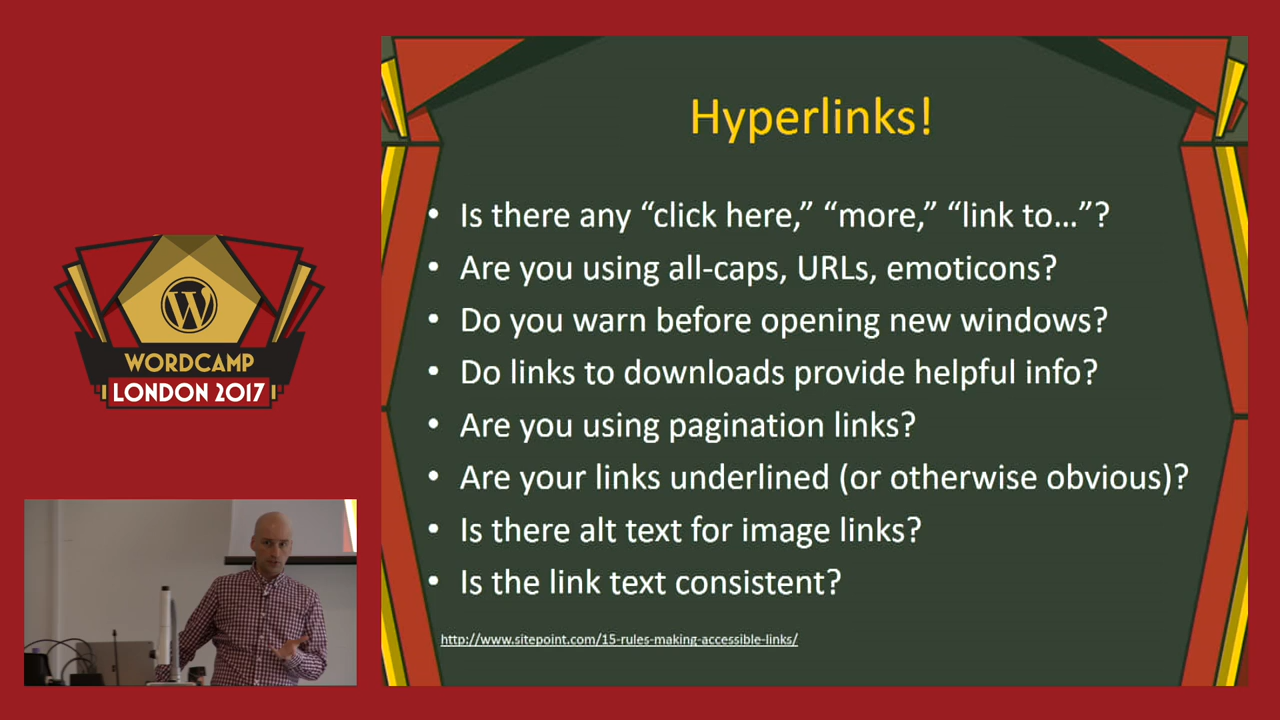 WORDCAMP
LONDON 2017
Hyperlinks!
• Is there any “click here,” “more,” “link to…”?
• Are you using all-caps, URLs, emoticons?
• Do you warn before opening new windows?
• Do links to downloads provide helpful info?
• Are you using pagination links?
• Are your links underlined (or otherwise obvious)?
• Is there alt text for image links?
• Is the link text consistent?
http://www.sitepoint.com/15-rules-making-accessible-links/